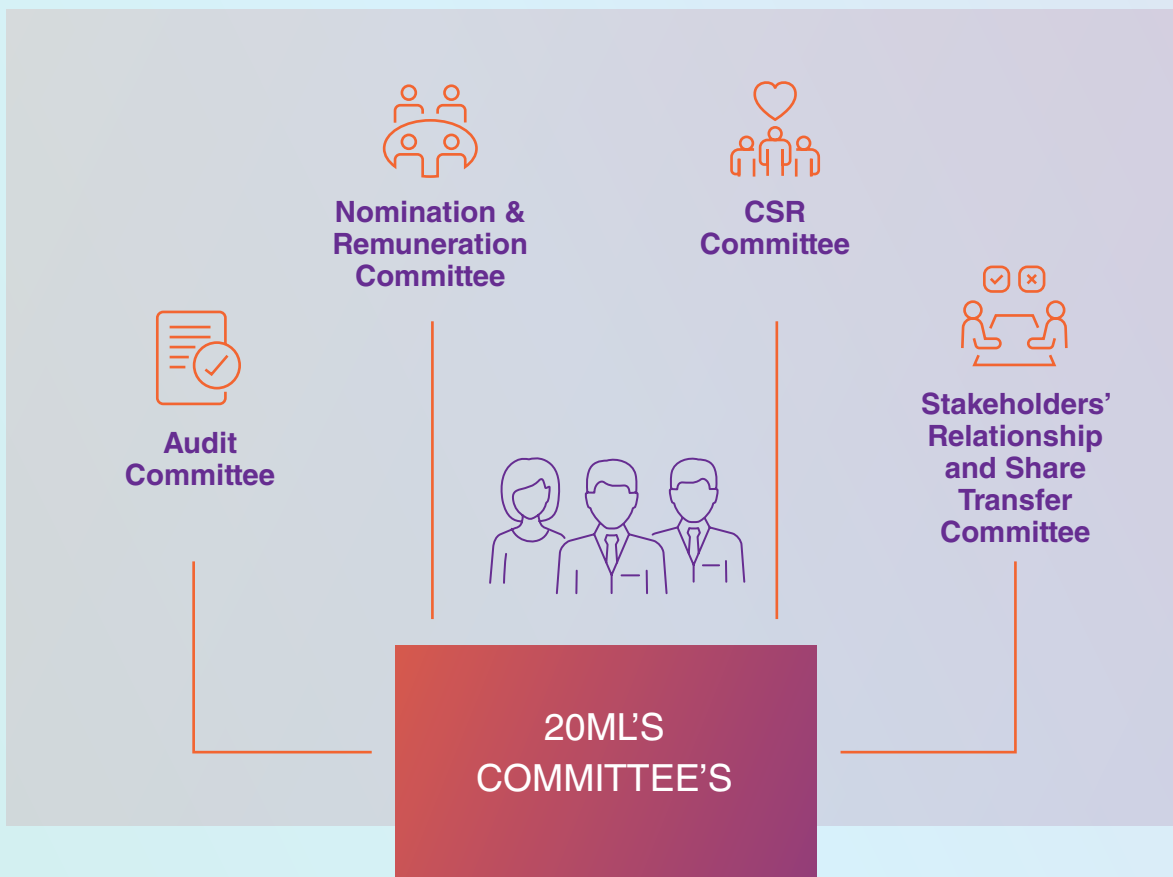 Nomination &
Remuneration
Committee
CSR
Committee
Audit
Committee
Stakeholders’
Relationship
and Share
Transfer
Committee
20ML’S
COMMITTEE’S